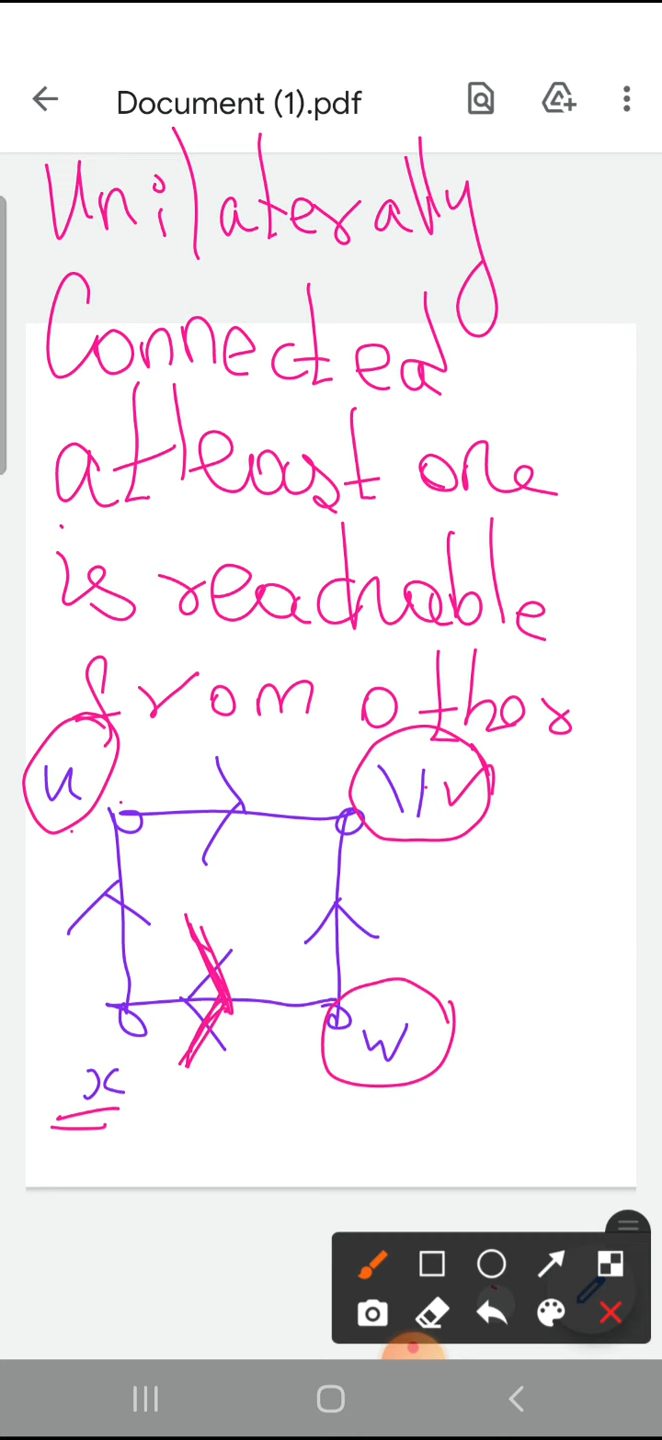 Document (1).pdf
Unilaterally
Connected
atleast one
is reachable
from other
u
V
w
x